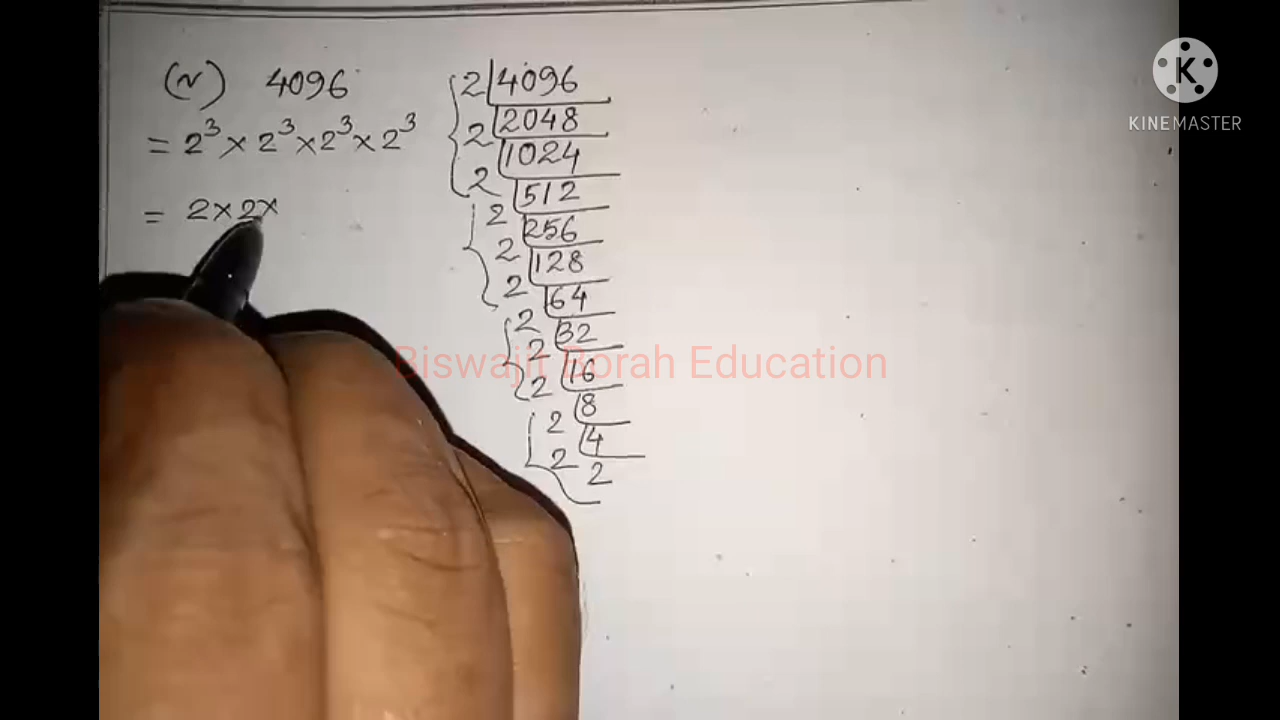 (v) 4096
= 2³ × 2³ × 2³ × 2³
= 2 × 2 ×
2 | 4096
2 | 2048
2 | 1024
2 | 512
2 | 256
2 | 128
2 | 64
2 | 32
2 | 16
2 | 8
2 | 4
2
K
KINEMASTER
Biswajit Borah Education